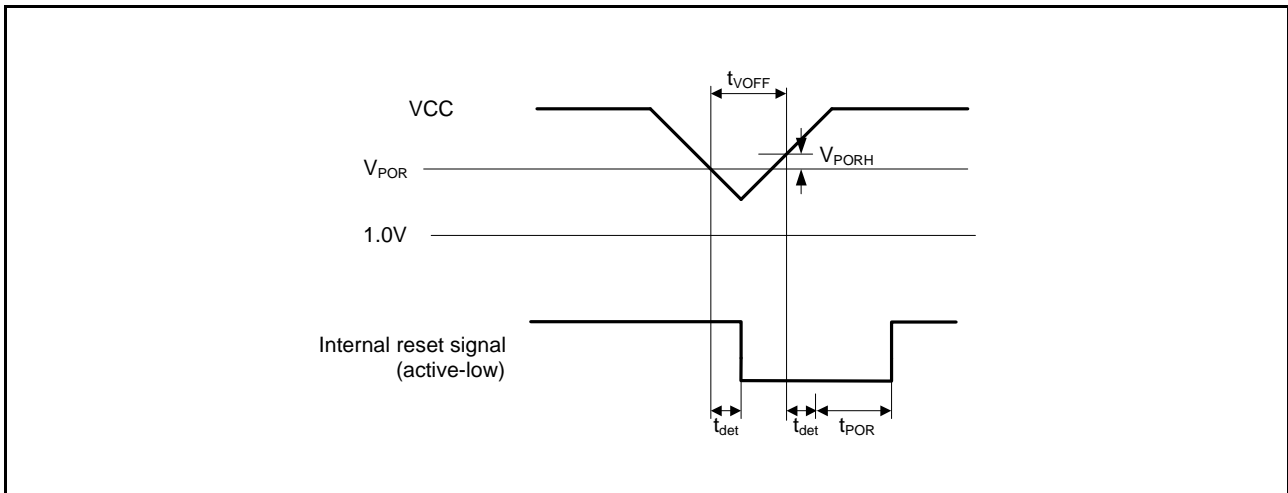 tVOFF
VCC
VPORH
VPOR
1.0V
Internal reset signal
(active-low)
tdet
tdet
tPOR